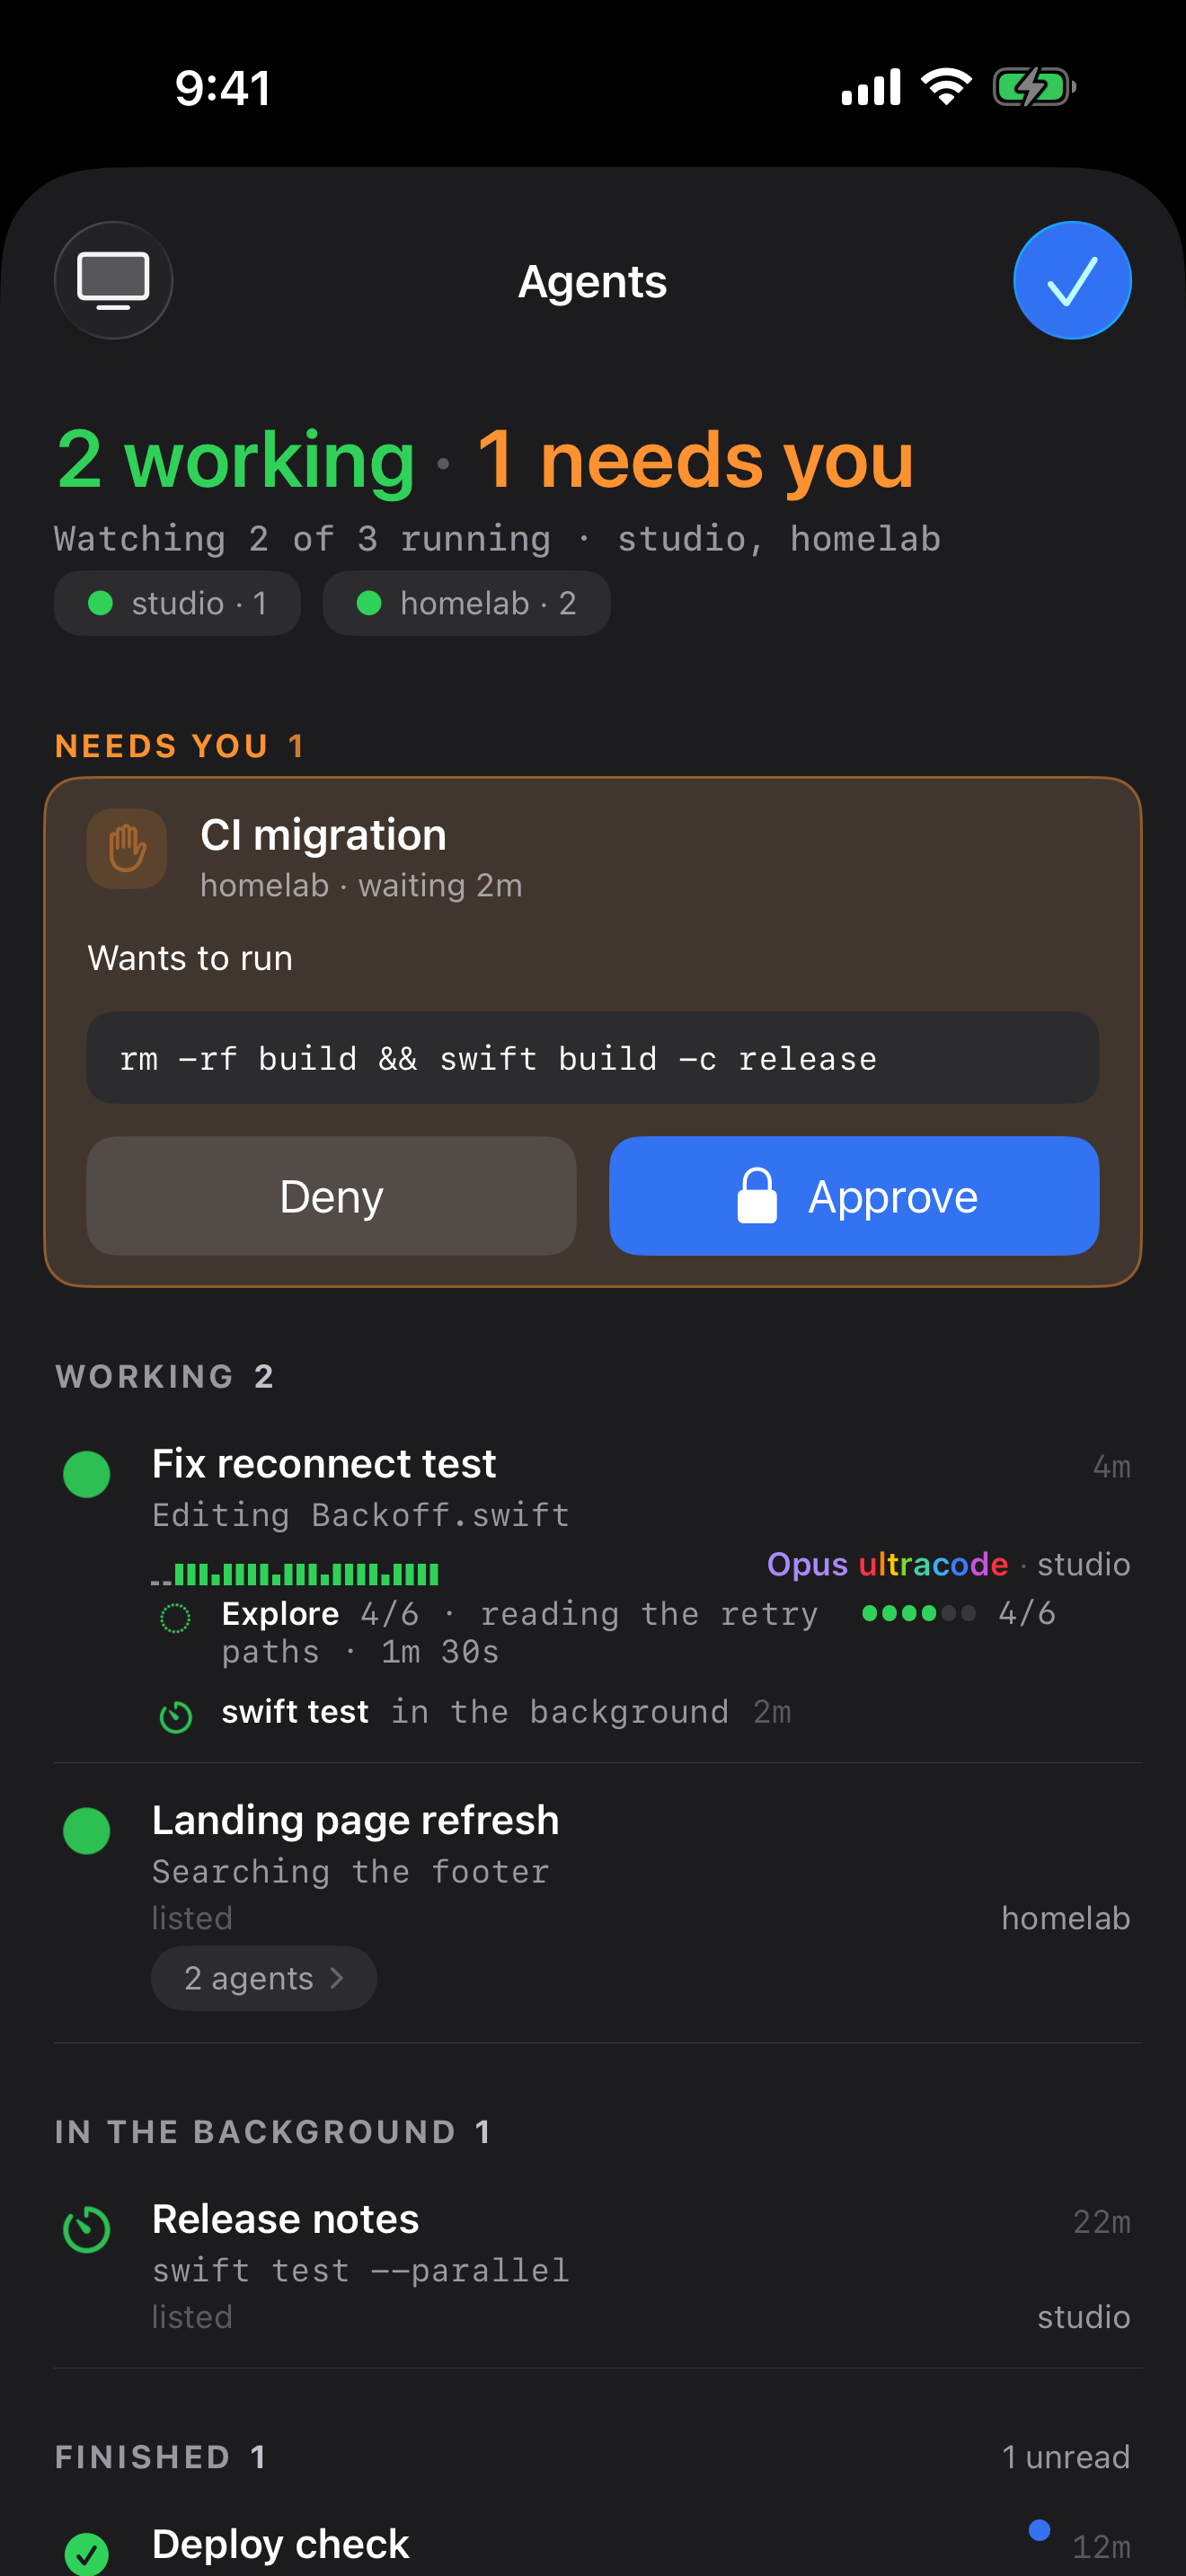 9:41
Agents
2 working · 1 needs you
Watching 2 of 3 running · studio, homelab
studio · 1
homelab · 2
NEEDS YOU 1
CI migration
homelab · waiting 2m
Wants to run
rm -rf build && swift build -c release
Deny
Approve
WORKING 2
Fix reconnect test 4m
Editing Backoff.swift
Opus ultracode · studio
Explore 4/6 · reading the retry 4/6
paths · 1m 30s
swift test in the background 2m
Landing page refresh
Searching the footer
listed homelab
2 agents
IN THE BACKGROUND 1
Release notes 22m
swift test --parallel
listed studio
FINISHED 1 1 unread
Deploy check 12m